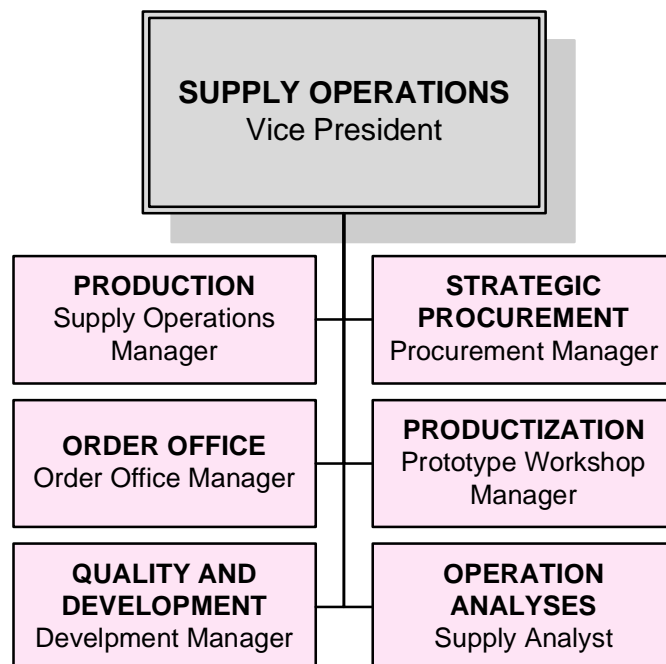 SUPPLY OPERATIONS
Vice President
PRODUCTION
Supply Operations
Manager
STRATEGIC
PROCUREMENT
Procurement Manager
ORDER OFFICE
Order Office Manager
PRODUCTIZATION
Prototype Workshop
Manager
QUALITY AND
DEVELOPMENT
Develpment Manager
OPERATION
ANALYSES
Supply Analyst